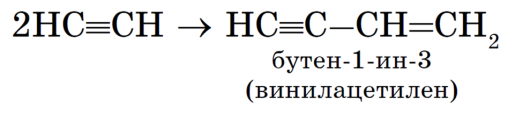 2HC≡CH → HC≡C–CH=CH₂
бутен-1-ин-3
(винилацетилен)